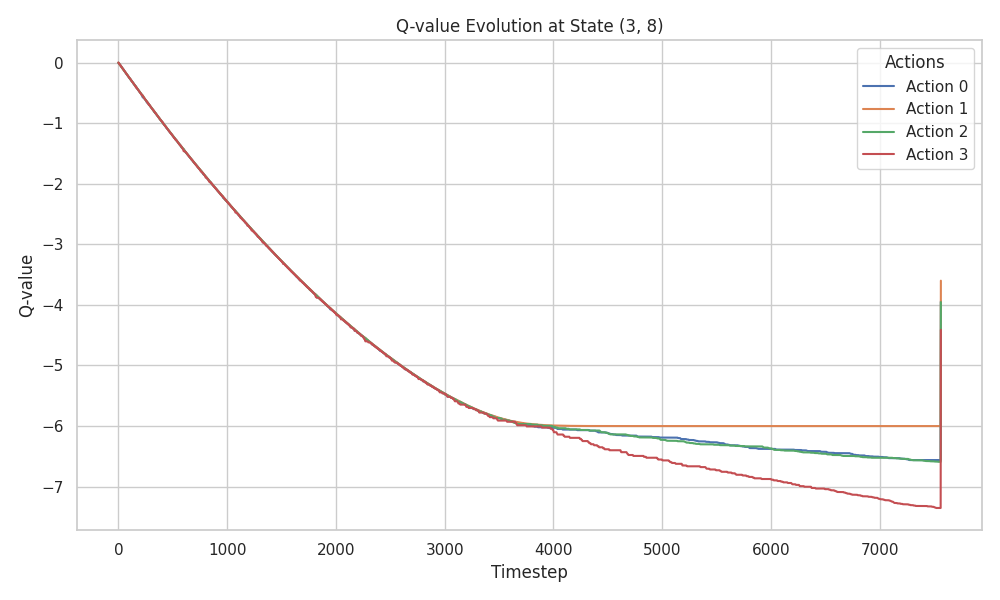 Q-value Evolution at State (3, 8)
Actions
Action 0
Action 1
Action 2
Action 3
Q-value
0
−1
−2
−3
−4
−5
−6
−7
0 1000 2000 3000 4000 5000 6000 7000
Timestep